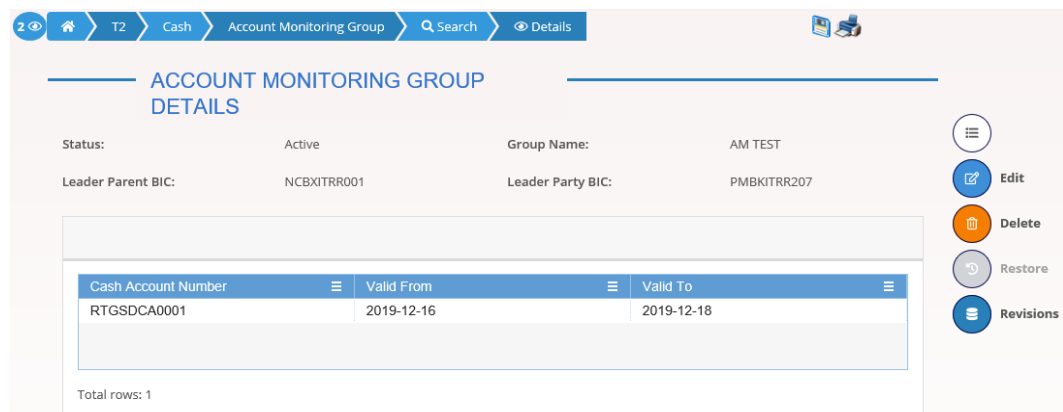 2 T2 Cash Account Monitoring Group Search Details
ACCOUNT MONITORING GROUP
DETAILS
Status: Active Group Name: AM TEST
Leader Parent BIC: NCBXITRR001 Leader Party BIC: PMBKITRR207
Edit
Delete
Restore
Revisions
Cash Account Number Valid From Valid To
RTGSDCA0001 2019-12-16 2019-12-18
Total rows: 1